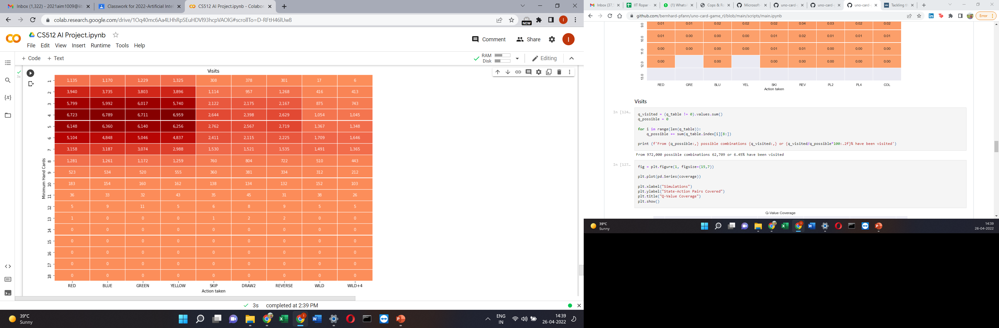 Inbox (1,322) - 2021aim1009@iit
Classwork for 2022-Artificial Intel
CS512 AI Project.ipynb - Colabor
colab.research.google.com/drive/1Oq40mc6Aa4LHhRpSEuHDVl93hcpVAOlG#scrollTo=D-RFtH46lUw8
NEW
I
CS512 AI Project.ipynb
File Edit View Insert Runtime Tools Help
Comment Share I
+ Code + Text
RAM
Disk
Editing
3s
Visits
1 1,135 1,170 1,229 1,325 308 378 301 17 6
2 3,940 3,735 3,803 3,896 1,114 957 1,268 416 413
3 5,799 5,992 6,017 5,740 2,122 2,175 2,167 875 743
4 6,723 6,789 6,711 6,959 2,644 2,398 2,629 1,054 1,045
5 6,148 6,360 6,140 6,256 2,762 2,567 2,719 1,367 1,348
6 5,104 4,848 5,046 4,837 2,411 2,115 2,225 1,709 1,646
7 3,158 3,187 3,074 2,988 1,530 1,521 1,535 1,491 1,365
8 1,281 1,261 1,172 1,259 760 804 722 510 443
9 523 534 520 555 360 381 334 312 212
10 183 154 160 162 138 134 132 152 103
11 36 33 32 43 35 45 31 38 26
12 5 9 11 5 6 8 9 5 5
13 1 0 0 0 1 2 2 0 0
14 0 0 0 0 0 0 0 0 0
15 0 0 0 0 0 0 0 0 0
16 0 0 0 0 0 0 0 0 0
17 0 0 0 0 0 0 0 0 0
18 0 0 0 0 0 0 0 0 0
Minimum Hand Cards
RED BLUE GREEN YELLOW SKIP DRAW2 REVERSE WILD WILD+4
Action taken
3s completed at 2:39 PM
39°C
Sunny
ENG
IN
14:39
26-04-2022
IIT Ropar -
(1) WhatsA
Cops & Ro
Microsoft-
uno-card-
uno-card-
uno-card-
Tackling th
github.com/bernhard-pfann/uno-card-game_rl/blob/main/scripts/main.ipynb
Error
9.0 0.01 0.01 0.02 0.02 0.02 0.04 0.03 0.02 0.02
10.0 0.01 0.00 0.00 0.00 0.01 0.02 0.01 0.01 0.01
11.0 0.00 0.00 0.00 0.00 0.01 0.01 0.00 0.00 0.00
12.0 0.00 0.00 0.00 0.00 0.00 0.00 0.00
13.0
RED GRE BLU YEL SKI REV PL2 PL4 COL
Action taken
Visits
In [124...
q_visited = (q_table != 0).values.sum()
q_possible = 0
for i in range(len(q_table)):
q_possible += sum(q_table.index[i][8:])
print (f'From {q_possible:,} possible combinations {q_visited:,} or {q_visited/q_possible*100:.2f}% have been visited')
From 972,000 possible combinations 62,709 or 6.45% have been visited
In [127...
fig = plt.figure(1, figsize=(15,7))
plt.plot(pd.Series(coverage))
plt.xlabel("Simulations")
plt.ylabel("State-Action Pairs Covered")
plt.title("Q-Value Coverage")
plt.show()
Q-Value Coverage
39°C
Sunny
14:39
26-04-2022